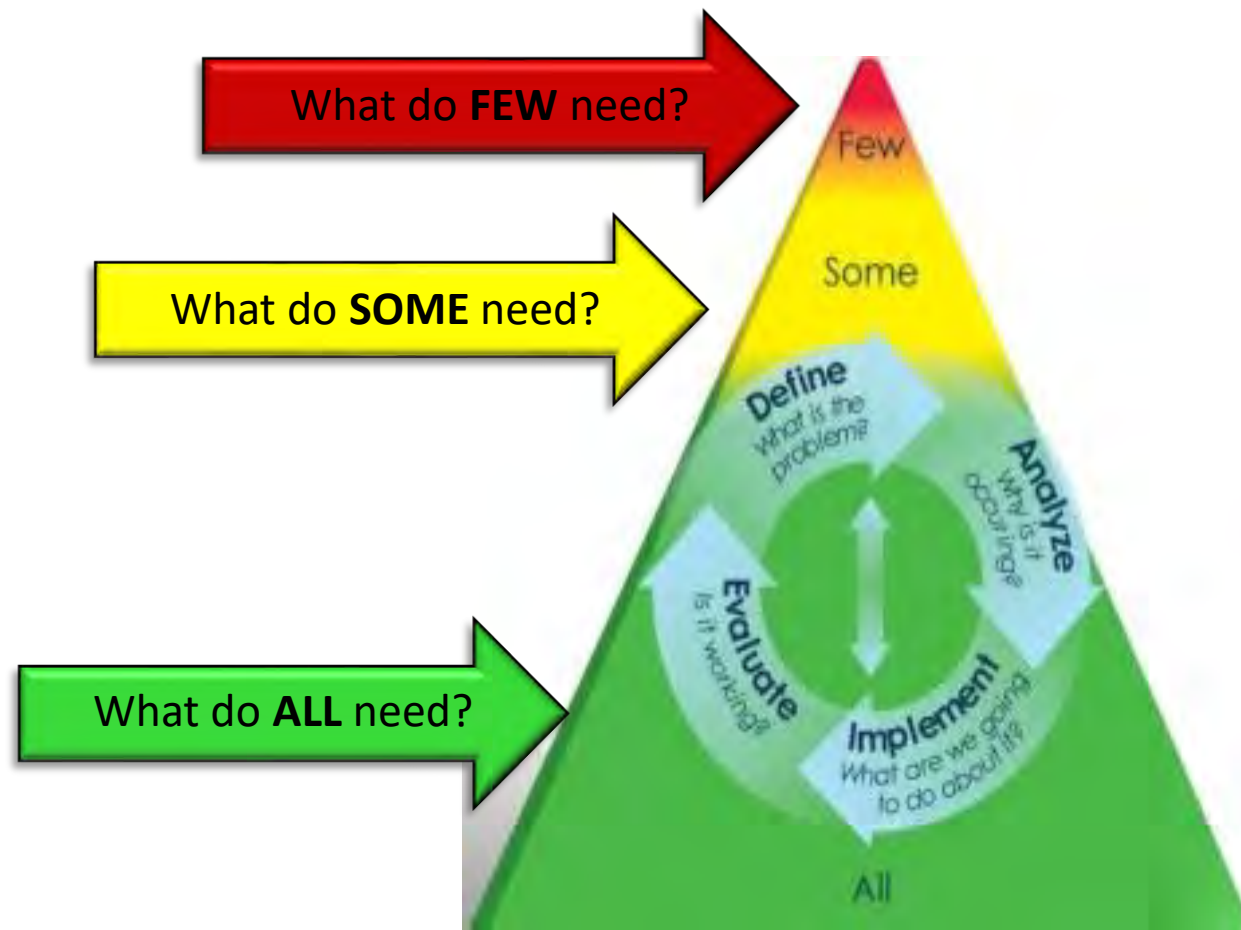 What do FEW need?
Few
What do SOME need?
Some
Define
What is the
problem?
Analyze
Why is it
occuring?
Implement
What are we going
to do about it?
Evaluate
Is it working?
What do ALL need?
All